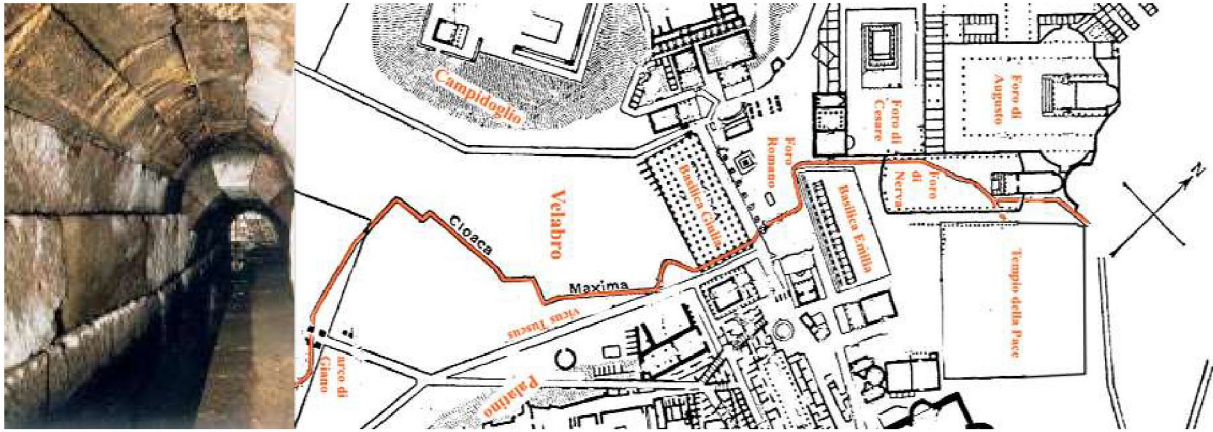 Campidoglio
Velabro
Cloaca
Maxima
vicus Tuscus
arco di
Giano
Palatino
Basilica Giulia
Foro
Romano
Basilica Emilia
Foro di
Cesare
Foro di
Augusto
Foro
di
Nerva
Tempio della Pace
N